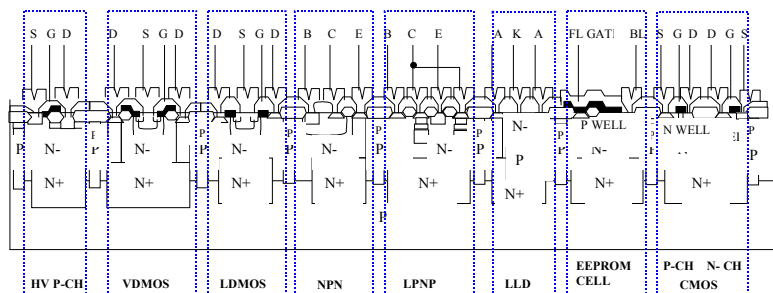 S G D D S G D D S G D B C E B C E A K A FL GATE BL S G D D G S
P P N- P P N- P P N- P P N- P P N- P P N- P P P P WELL N- P P N WELL P P
N+ N+ N+ N+ N+ N+ N+ N+
P
HV P-CH VDMOS LDMOS NPN LPNP LLD EEPROM CELL P-CH N- CH CMOS